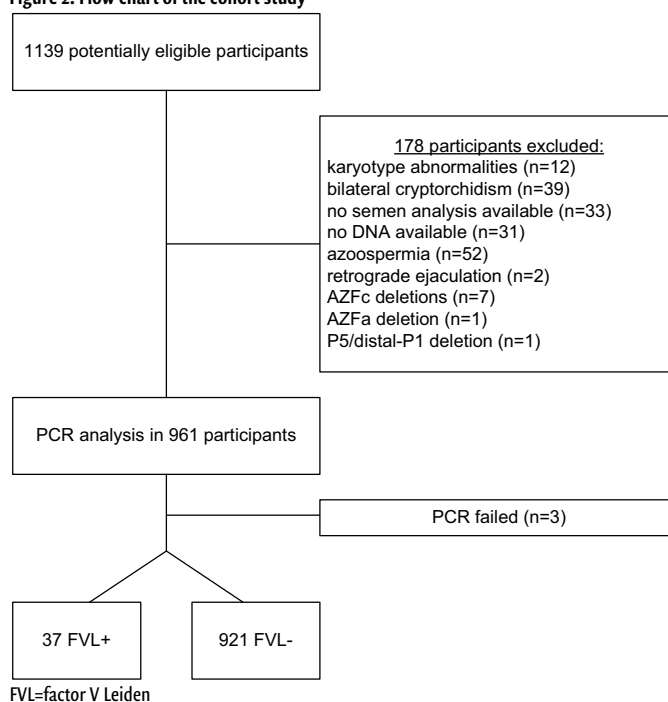 Figure 2. Flow chart of the cohort study
1139 potentially eligible participants
178 participants excluded:
karyotype abnormalities (n=12)
bilateral cryptorchidism (n=39)
no semen analysis available (n=33)
no DNA available (n=31)
azoospermia (n=52)
retrograde ejaculation (n=2)
AZFc deletions (n=7)
AZFa deletion (n=1)
P5/distal-P1 deletion (n=1)
PCR analysis in 961 participants
PCR failed (n=3)
37 FVL+
921 FVL-
FVL=factor V Leiden